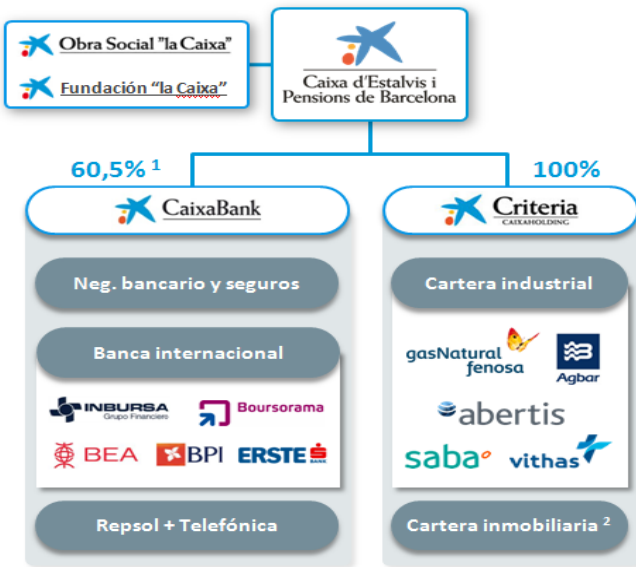 Obra Social "la Caixa"
Fundación "la Caixa"
Caixa d'Estalvis i
Pensions de Barcelona
60,5% 1
100%
CaixaBank
Criteria
CAIXAHOLDING
Neg. bancario y seguros
Banca internacional
INBURSA
Grupo Financiero
Boursorama
BEA
BPI
ERSTE S
BANK
Repsol + Telefónica
Cartera industrial
gasNatural
fenosa
Agbar
abertis
saba
vithas
Cartera inmobiliaria 2